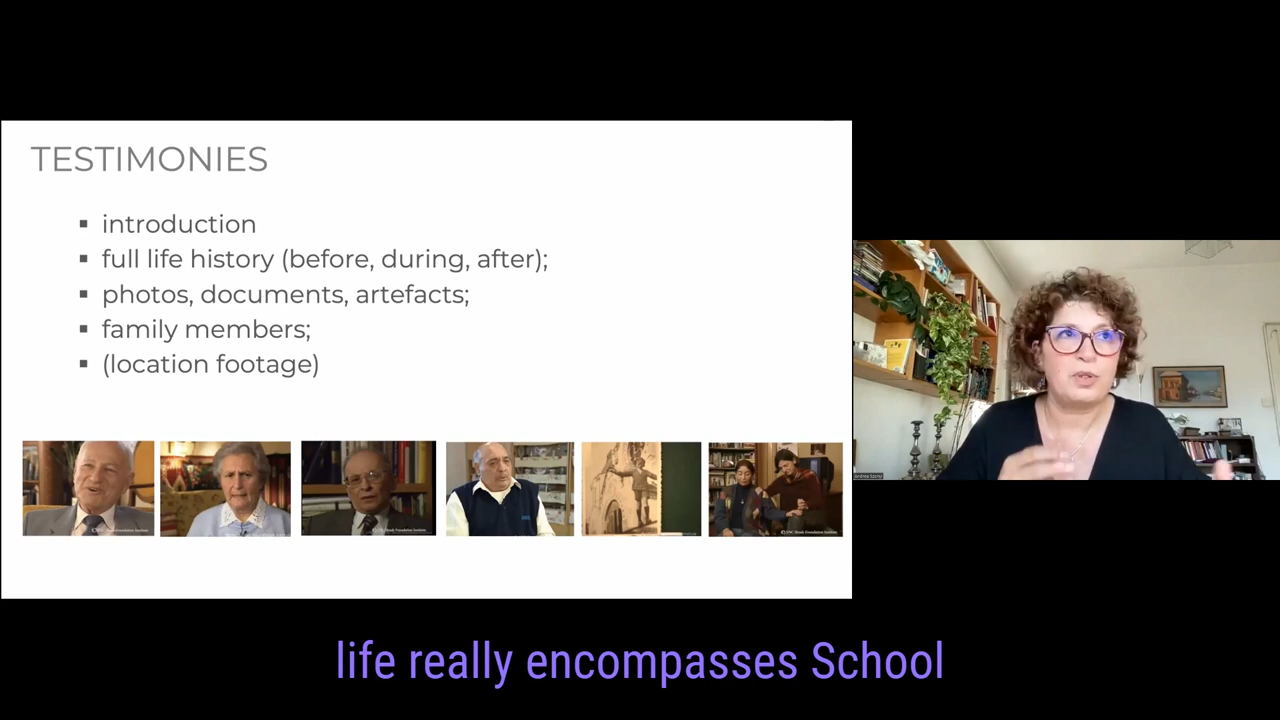 TESTIMONIES
▪ introduction
▪ full life history (before, during, after);
▪ photos, documents, artefacts;
▪ family members;
▪ (location footage)
life really encompasses School